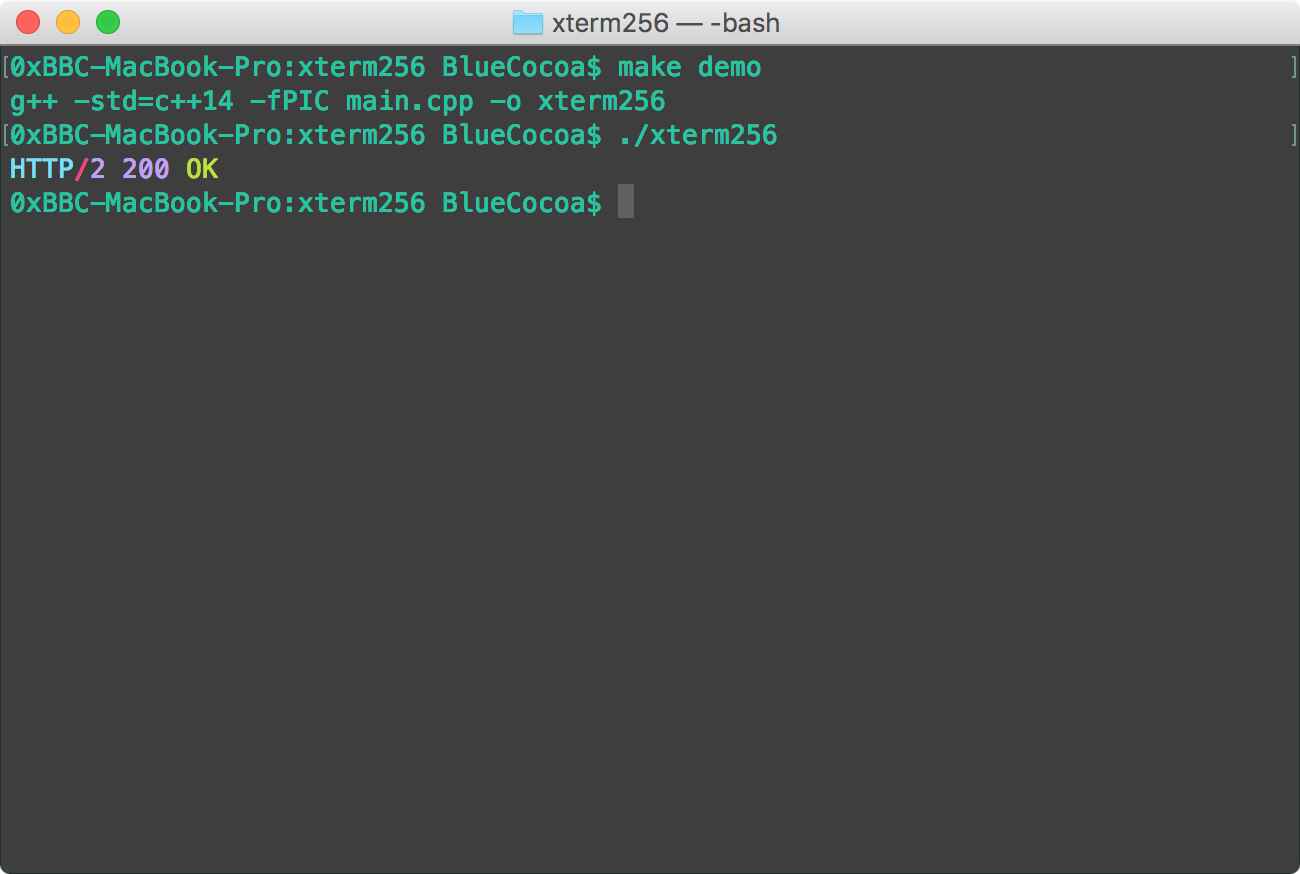 xterm256 — -bash
[0xBBC-MacBook-Pro:xterm256 BlueCocoa$ make demo ]
g++ -std=c++14 -fPIC main.cpp -o xterm256
[0xBBC-MacBook-Pro:xterm256 BlueCocoa$ ./xterm256 ]
HTTP/2 200 OK
0xBBC-MacBook-Pro:xterm256 BlueCocoa$